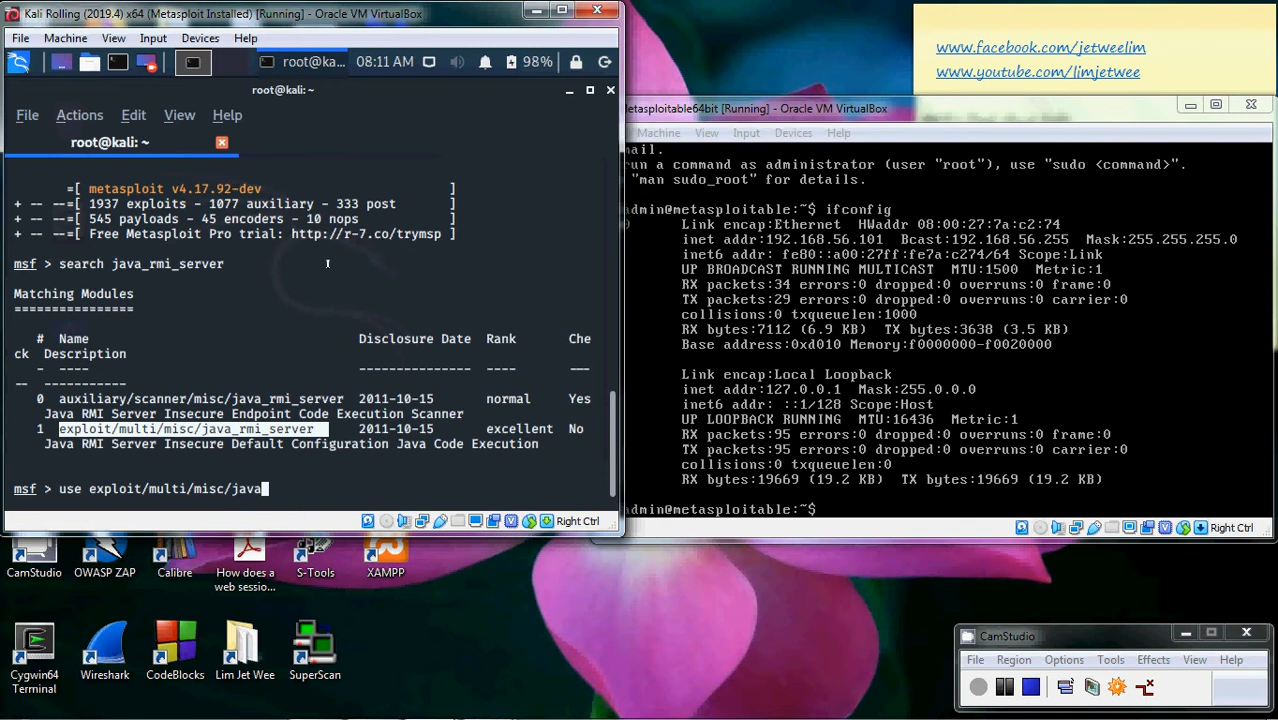 Kali Rolling (2019.4) x64 (Metasploit Installed) [Running] - Oracle VM VirtualBox
File Machine View Input Devices Help
root@ka... 08:11 AM 98%
root@kali: ~
File Actions Edit View Help
root@kali: ~
=[ metasploit v4.17.92-dev ]
+ -- --=[ 1937 exploits - 1077 auxiliary - 333 post ]
+ -- --=[ 545 payloads - 45 encoders - 10 nops ]
+ -- --=[ Free Metasploit Pro trial: http://r-7.co/trymsp ]
msf > search java_rmi_server
Matching Modules
================
# Name Disclosure Date Rank Che
ck Description
- ---- --------------- ---- ---
-- -----------
0 auxiliary/scanner/misc/java_rmi_server 2011-10-15 normal Yes
Java RMI Server Insecure Endpoint Code Execution Scanner
1 exploit/multi/misc/java_rmi_server 2011-10-15 excellent No
Java RMI Server Insecure Default Configuration Java Code Execution
msf > use exploit/multi/misc/java
Right Ctrl
www.facebook.com/jetweelim
www.youtube.com/limjetwee
etasploitable64bit [Running] - Oracle VM VirtualBox
Machine View Input Devices Help
mail.
run a command as administrator (user "root"), use "sudo <command>".
"man sudo_root" for details.
admin@metasploitable:~$ ifconfig
Link encap:Ethernet HWaddr 08:00:27:7a:c2:74
inet addr:192.168.56.101 Bcast:192.168.56.255 Mask:255.255.255.0
inet6 addr: fe80::a00:27ff:fe7a:c274/64 Scope:Link
UP BROADCAST RUNNING MULTICAST MTU:1500 Metric:1
RX packets:34 errors:0 dropped:0 overruns:0 frame:0
TX packets:29 errors:0 dropped:0 overruns:0 carrier:0
collisions:0 txqueuelen:1000
RX bytes:7112 (6.9 KB) TX bytes:3638 (3.5 KB)
Base address:0xd010 Memory:f0000000-f0020000
Link encap:Local Loopback
inet addr:127.0.0.1 Mask:255.0.0.0
inet6 addr: ::1/128 Scope:Host
UP LOOPBACK RUNNING MTU:16436 Metric:1
RX packets:95 errors:0 dropped:0 overruns:0 frame:0
TX packets:95 errors:0 dropped:0 overruns:0 carrier:0
collisions:0 txqueuelen:0
RX bytes:19669 (19.2 KB) TX bytes:19669 (19.2 KB)
admin@metasploitable:~$
Right Ctrl
CamStudio OWASP ZAP Calibre How does a S-Tools XAMPP
web sessio...
Cygwin64 Wireshark CodeBlocks Lim Jet Wee SuperScan
Terminal
CamStudio
File Region Options Tools Effects View Help